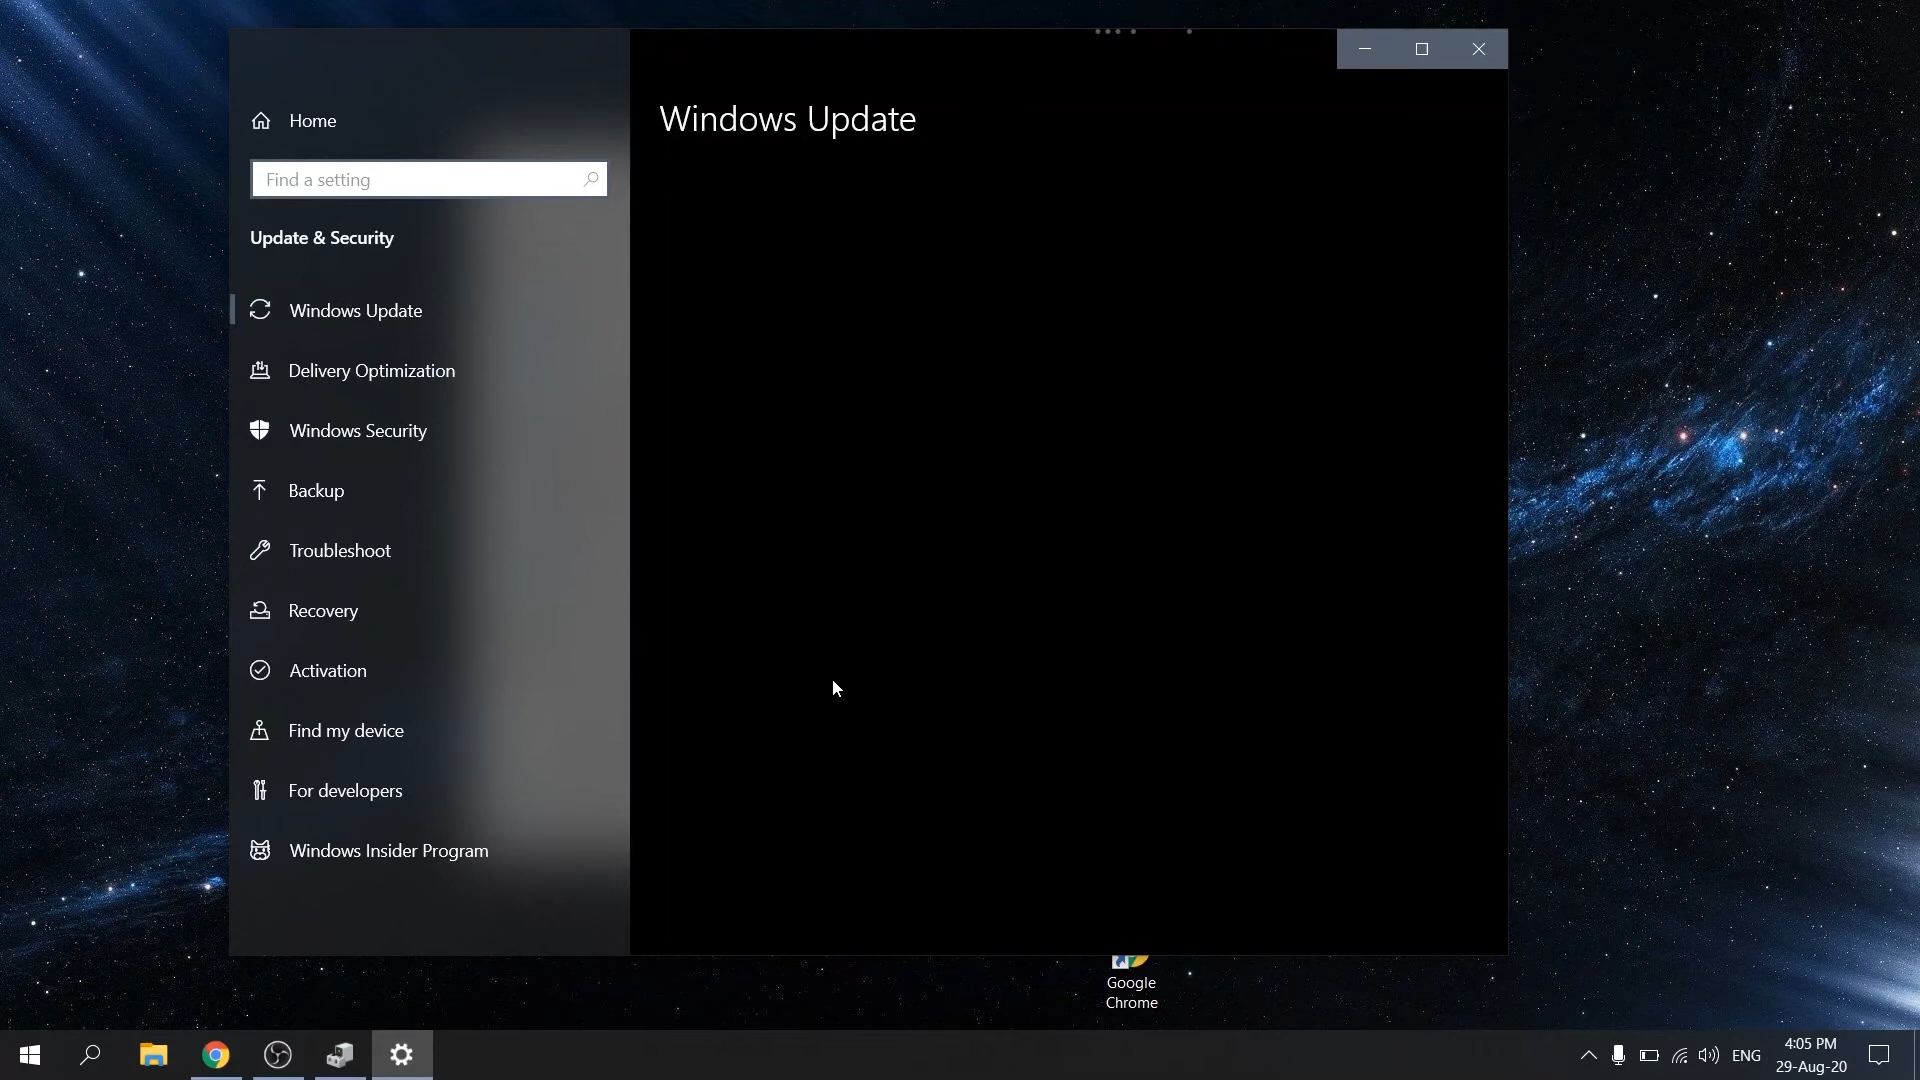 Home
Find a setting
Update & Security
Windows Update
Delivery Optimization
Windows Security
Backup
Troubleshoot
Recovery
Activation
Find my device
For developers
Windows Insider Program
Windows Update
Google
Chrome
ENG
4:05 PM
29-Aug-20